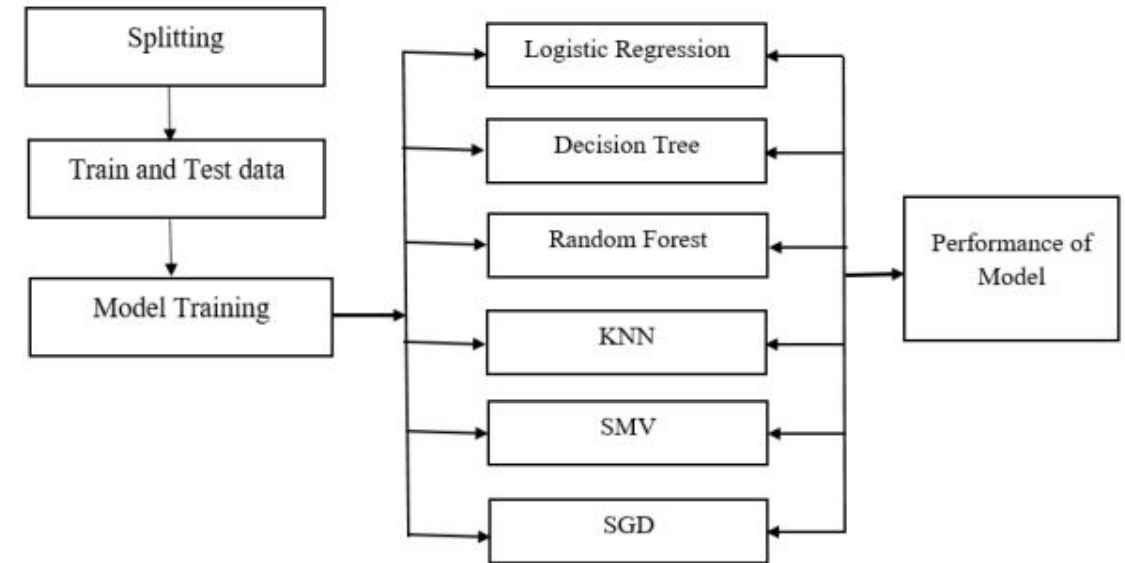 Splitting
Train and Test data
Model Training
Logistic Regression
Decision Tree
Random Forest
KNN
SMV
SGD
Performance of
Model